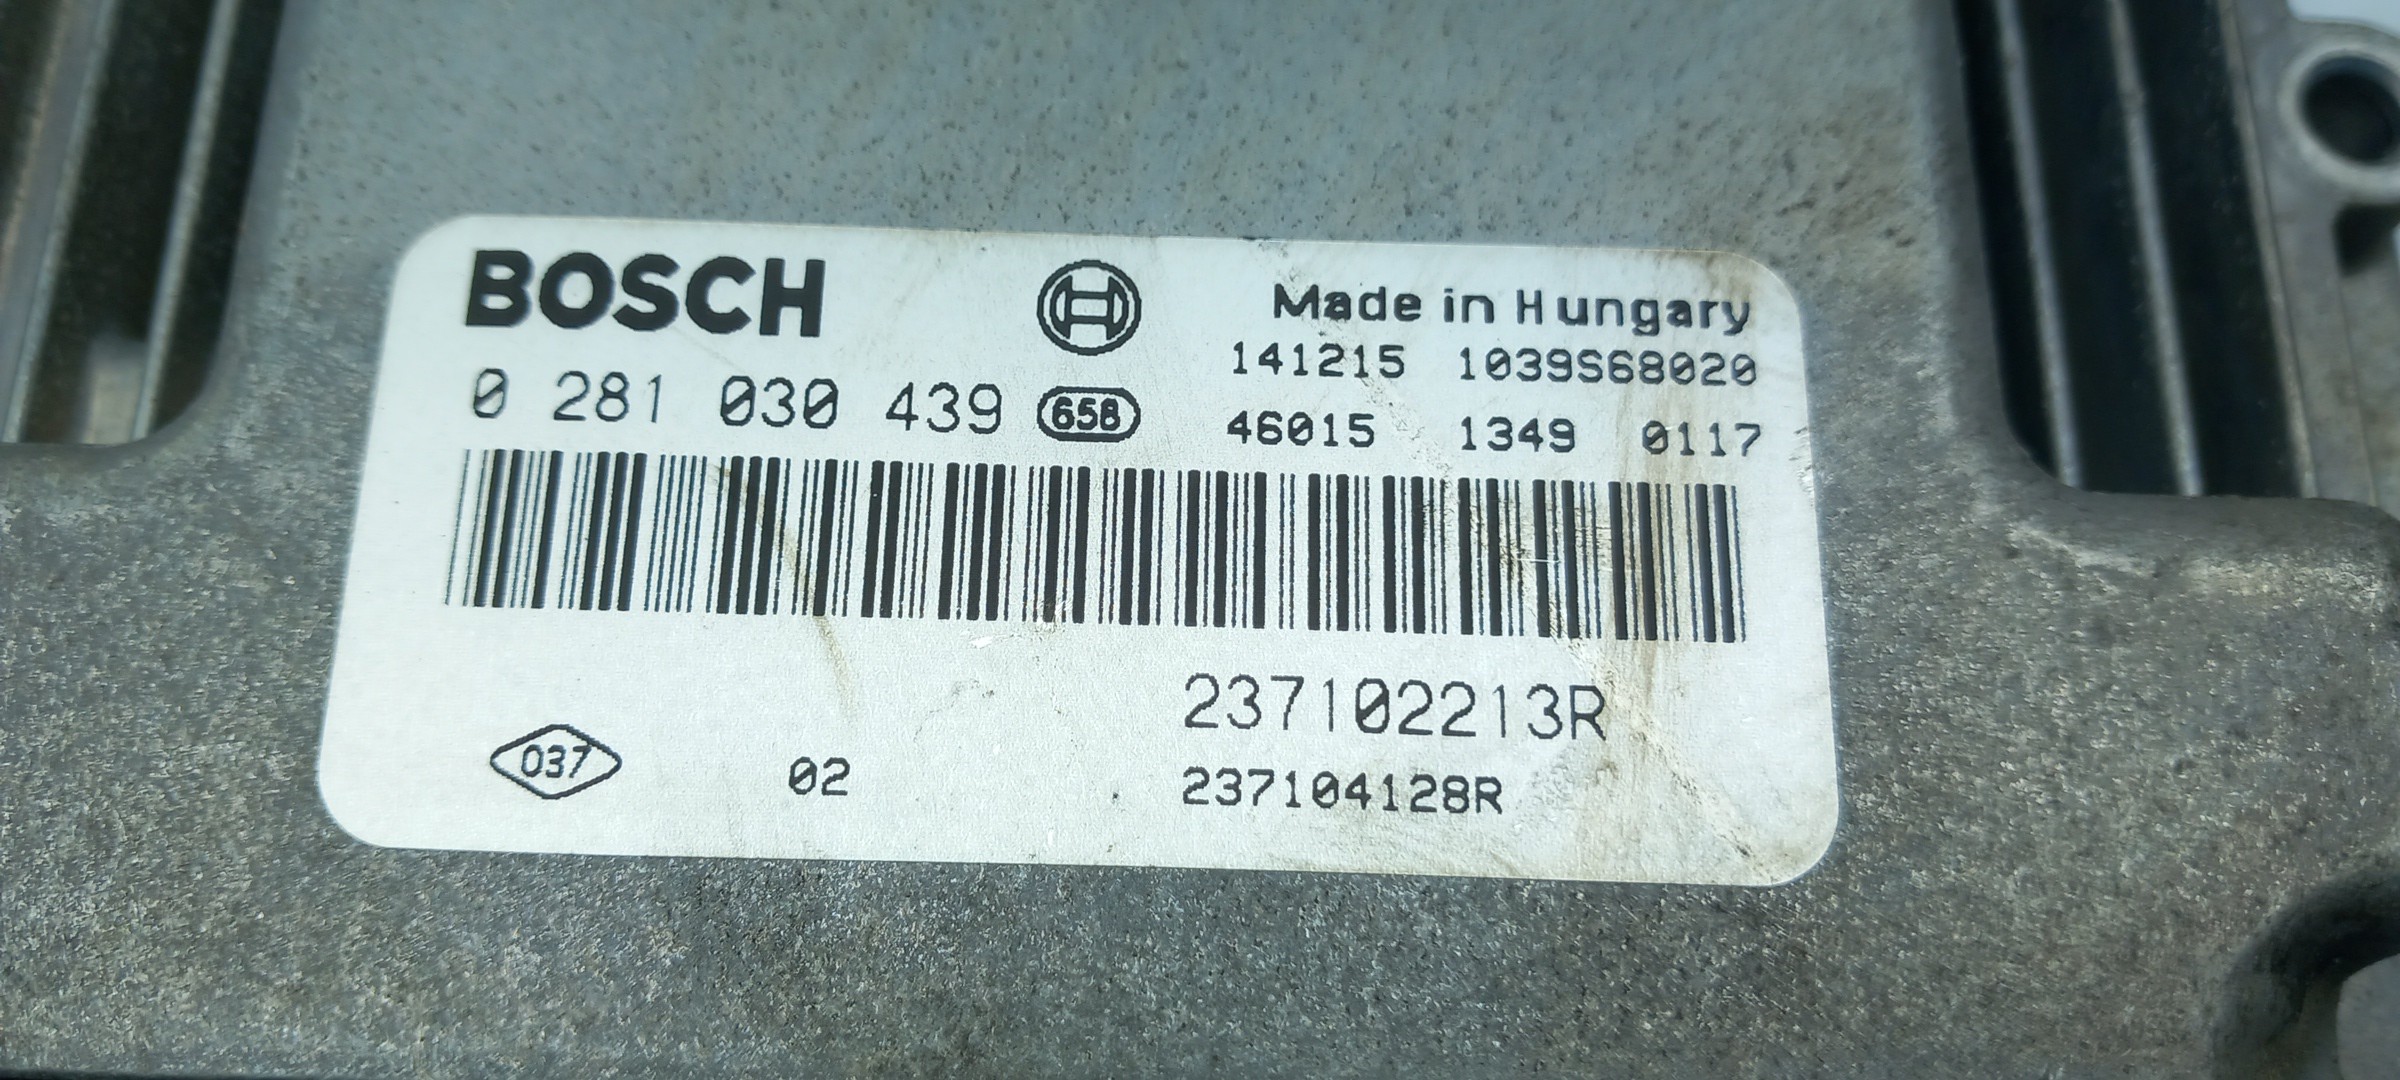 BOSCH
Made in Hungary
141215 1039S68020
0 281 030 439 658
46015 1349 0117
237102213R
037 02 237104128R